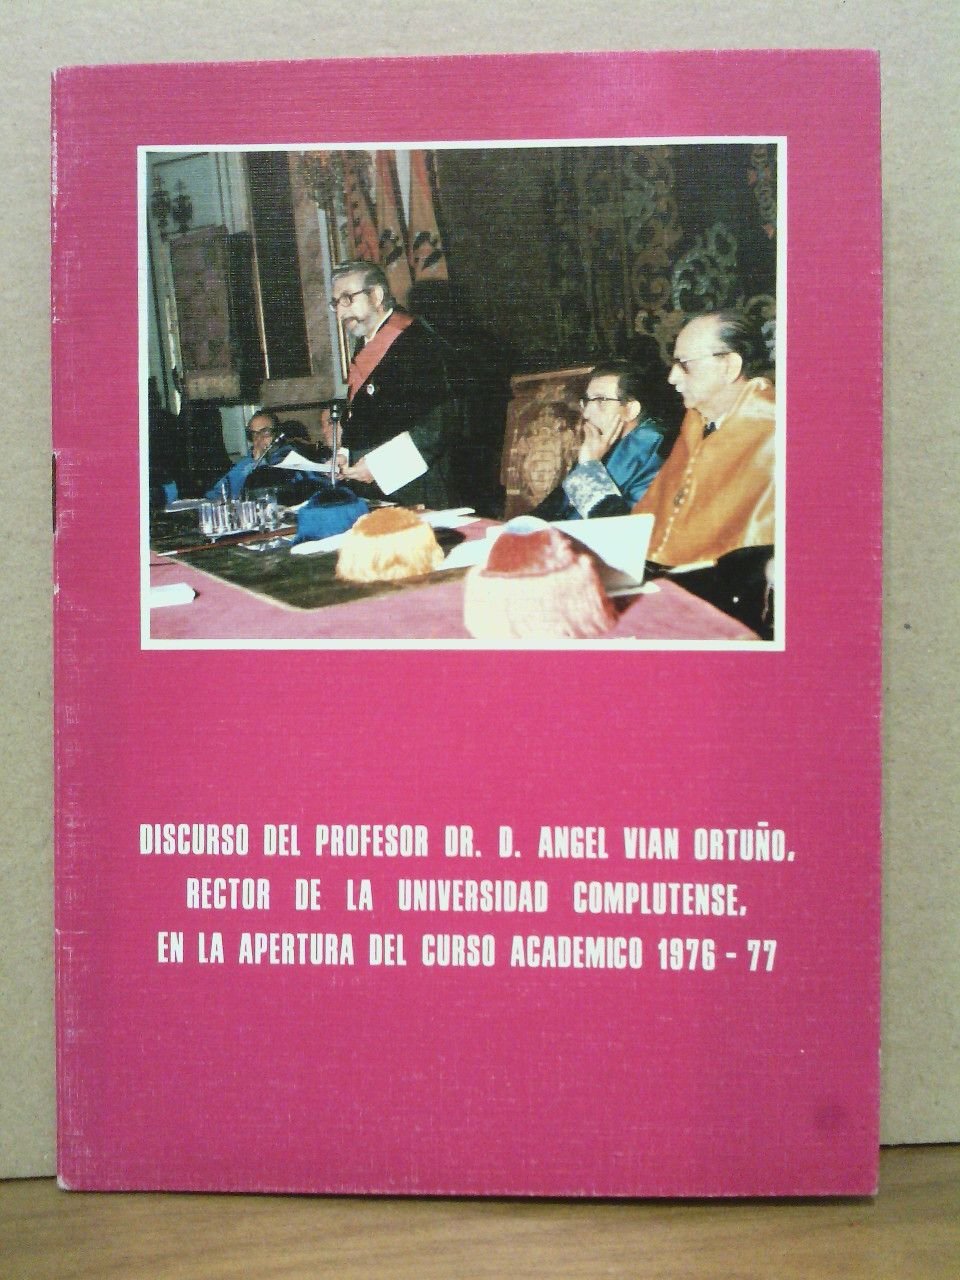 DISCURSO DEL PROFESOR DR. D. ANGEL VIAN ORTUÑO,
RECTOR DE LA UNIVERSIDAD COMPLUTENSE,
EN LA APERTURA DEL CURSO ACADEMICO 1976 - 77